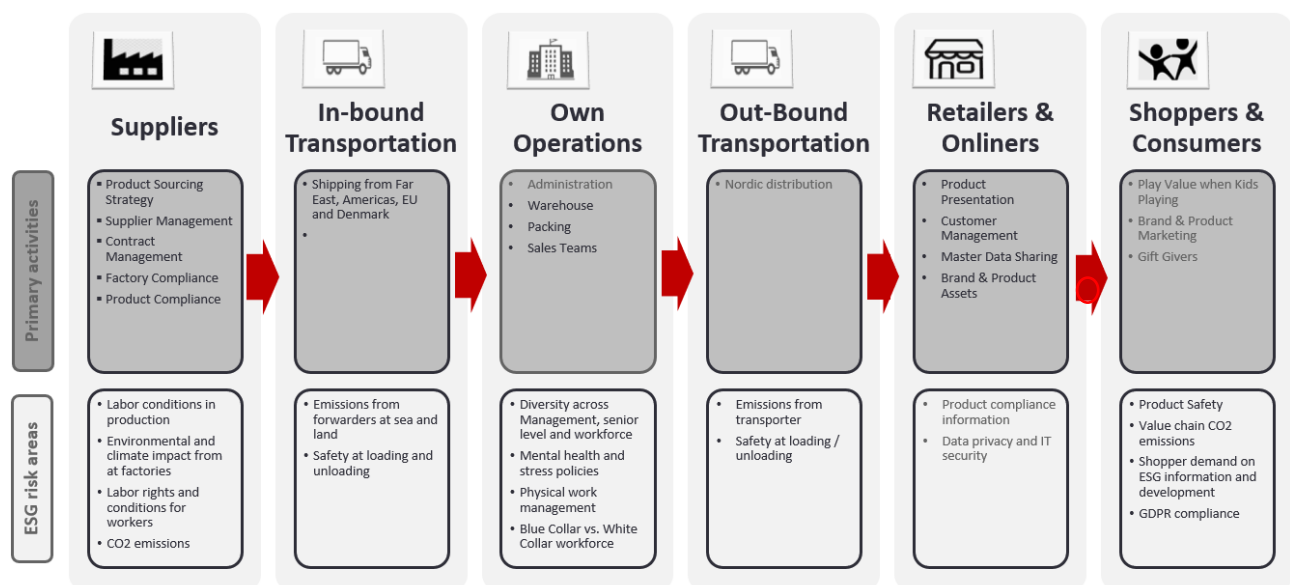 Suppliers
In-bound
Transportation
Own
Operations
Out-Bound
Transportation
Retailers &
Onliners
Shoppers &
Consumers
Primary activities
▪ Product Sourcing
Strategy
▪ Supplier Management
▪ Contract
Management
▪ Factory Compliance
▪ Product Compliance
• Shipping from Far
East, Americas, EU
and Denmark
•
• Administration
• Warehouse
• Packing
• Sales Teams
• Nordic distribution
• Product
Presentation
• Customer
Management
• Master Data Sharing
• Brand & Product
Assets
• Play Value when Kids
Playing
• Brand & Product
Marketing
• Gift Givers
ESG risk areas
• Labor conditions in
production
• Environmental and
climate impact from
at factories
• Labor rights and
conditions for
workers
• CO2 emissions
• Emissions from
forwarders at sea and
land
• Safety at loading and
unloading
• Diversity across
Management, senior
level and workforce
• Mental health and
stress policies
• Physical work
management
• Blue Collar vs. White
Collar workforce
• Emissions from
transporter
• Safety at loading /
unloading
• Product compliance
information
• Data privacy and IT
security
• Product Safety
• Value chain CO2
emissions
• Shopper demand on
ESG information and
development
• GDPR compliance